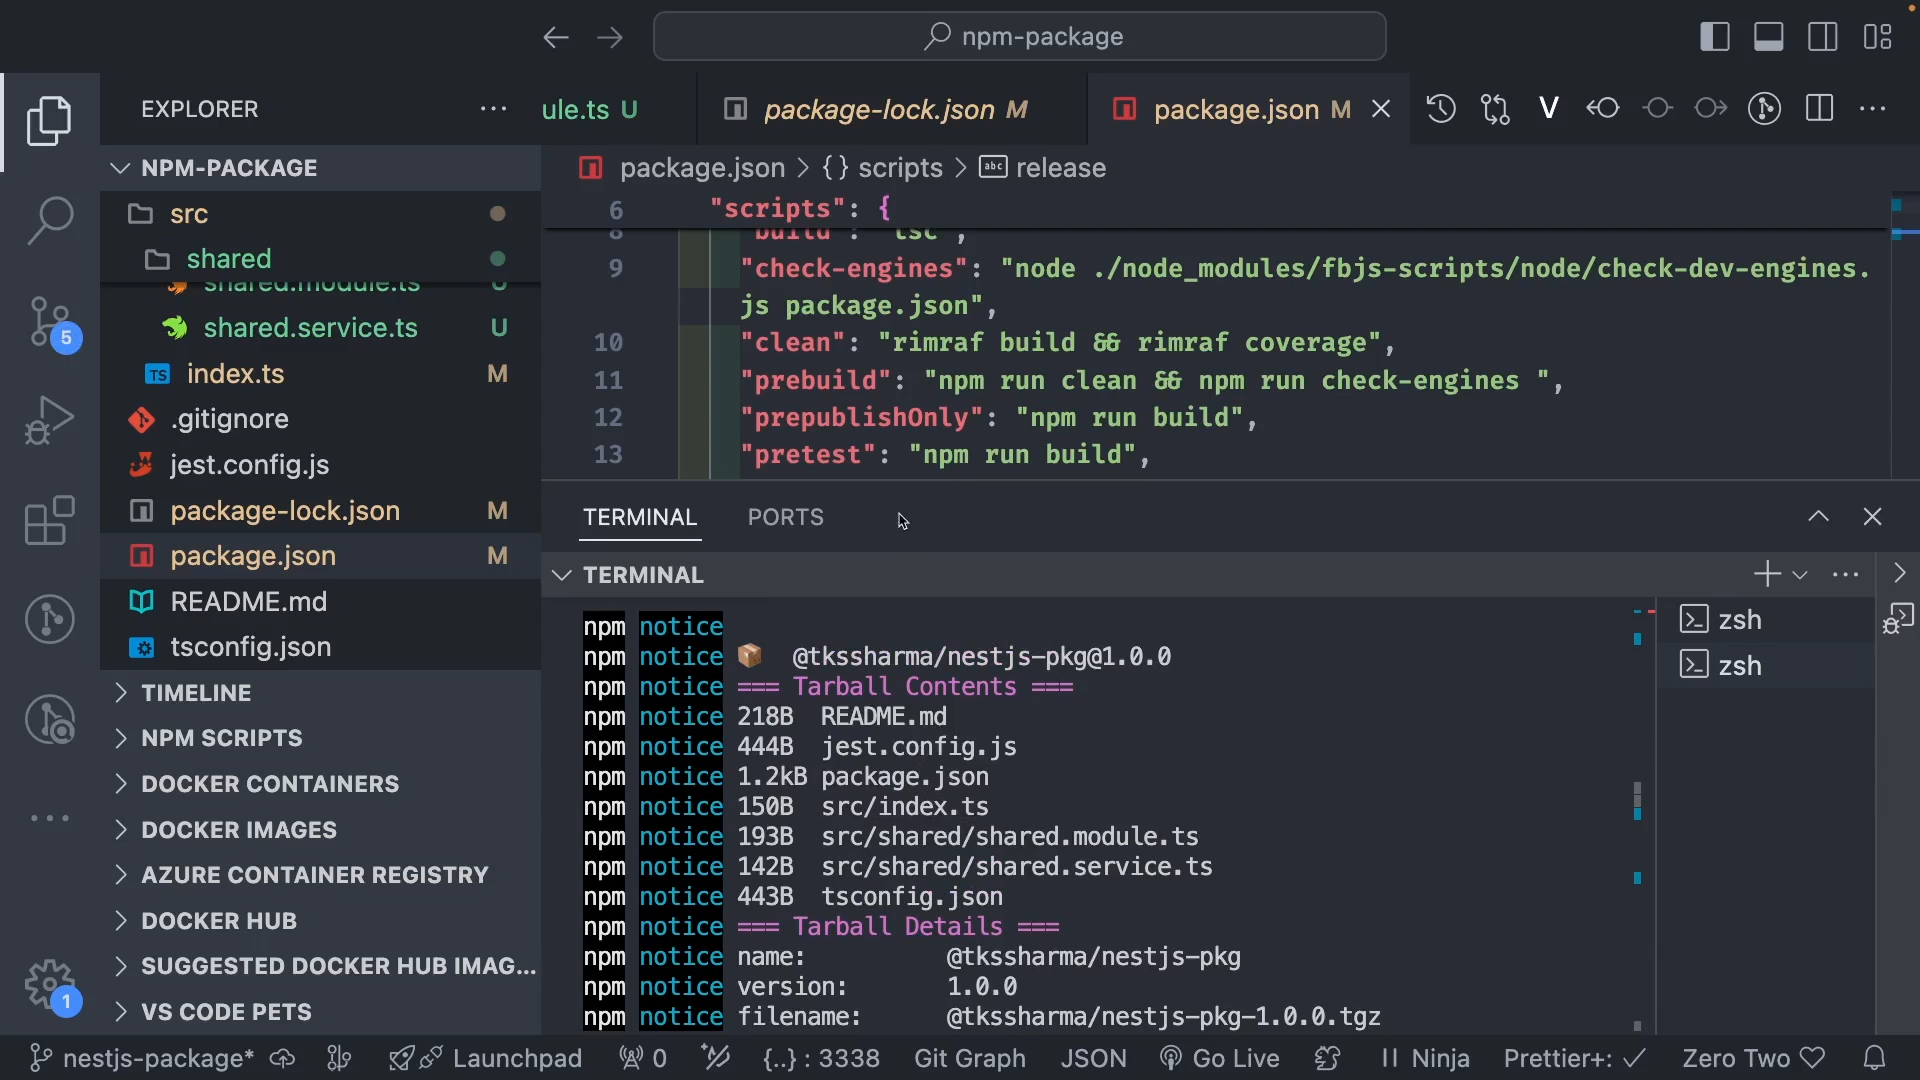 npm-package
EXPLORER
ule.ts U
package-lock.json M
package.json M
V
NPM-PACKAGE
package.json > {} scripts > abc release
src
shared
shared.module.ts U
shared.service.ts U
TS index.ts M
.gitignore
jest.config.js
package-lock.json M
package.json M
README.md
tsconfig.json
TIMELINE
NPM SCRIPTS
DOCKER CONTAINERS
DOCKER IMAGES
AZURE CONTAINER REGISTRY
DOCKER HUB
SUGGESTED DOCKER HUB IMAG...
VS CODE PETS
5
1
6 "scripts": {
8 "build": "tsc",
9 "check-engines": "node ./node_modules/fbjs-scripts/node/check-dev-engines.
js package.json",
10 "clean": "rimraf build && rimraf coverage",
11 "prebuild": "npm run clean && npm run check-engines ",
12 "prepublishOnly": "npm run build",
13 "pretest": "npm run build",
TERMINAL
PORTS
TERMINAL
zsh
zsh
npm notice
npm notice 📦 @tkssharma/nestjs-pkg@1.0.0
npm notice === Tarball Contents ===
npm notice 218B README.md
npm notice 444B jest.config.js
npm notice 1.2kB package.json
npm notice 150B src/index.ts
npm notice 193B src/shared/shared.module.ts
npm notice 142B src/shared/shared.service.ts
npm notice 443B tsconfig.json
npm notice === Tarball Details ===
npm notice name: @tkssharma/nestjs-pkg
npm notice version: 1.0.0
npm notice filename: @tkssharma/nestjs-pkg-1.0.0.tgz
nestjs-package*
Launchpad
0
{..} : 3338
Git Graph
JSON
Go Live
Ninja
Prettier+: ✓
Zero Two ♡